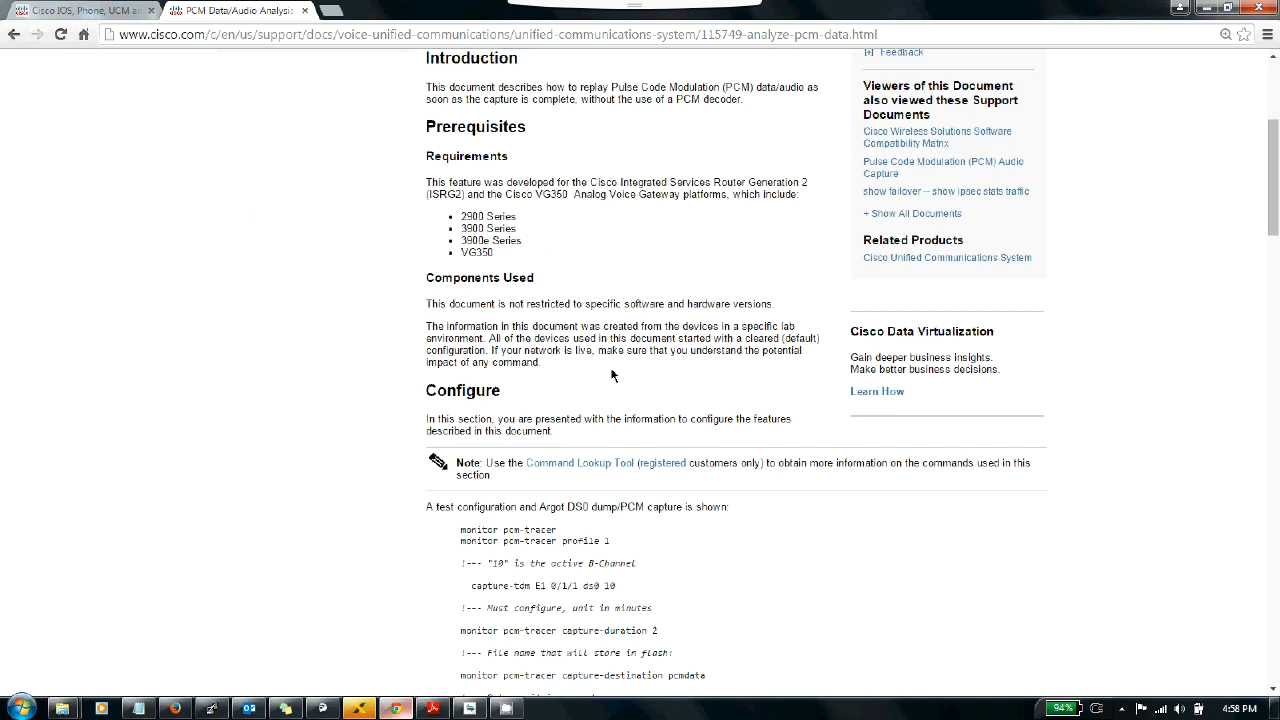 Cisco IOS, Phone, UCM an
PCM Data/Audio Analysis
www.cisco.com/c/en/us/support/docs/voice-unified-communications/unified-communications-system/115749-analyze-pcm-data.html
Introduction
This document describes how to replay Pulse Code Modulation (PCM) data/audio as
soon as the capture is complete, without the use of a PCM decoder.
Prerequisites
Requirements
This feature was developed for the Cisco Integrated Services Router Generation 2
(ISRG2) and the Cisco VG350 Analog Voice Gateway platforms, which include:
2900 Series
3900 Series
3900e Series
VG350
Components Used
This document is not restricted to specific software and hardware versions.
The information in this document was created from the devices in a specific lab
environment. All of the devices used in this document started with a cleared (default)
configuration. If your network is live, make sure that you understand the potential
impact of any command.
Configure
In this section, you are presented with the information to configure the features
described in this document.
Note: Use the Command Lookup Tool (registered customers only) to obtain more information on the commands used in this
section.
A test configuration and Argot DS0 dump/PCM capture is shown:
monitor pcm-tracer
monitor pcm-tracer profile 1
!--- "10" is the active B-Channel
capture-tdm E1 0/1/1 ds0 10
!--- Must configure, unit in minutes
monitor pcm-tracer capture-duration 2
!--- File name that will store in flash:
monitor pcm-tracer capture-destination pcmdata
[+] Feedback
Viewers of this Document
also viewed these Support
Documents
Cisco Wireless Solutions Software
Compatibility Matrix
Pulse Code Modulation (PCM) Audio
Capture
show failover -- show ipsec stats traffic
+ Show All Documents
Related Products
Cisco Unified Communications System
Cisco Data Virtualization
Gain deeper business insights.
Make better business decisions.
Learn How
94%
4:58 PM